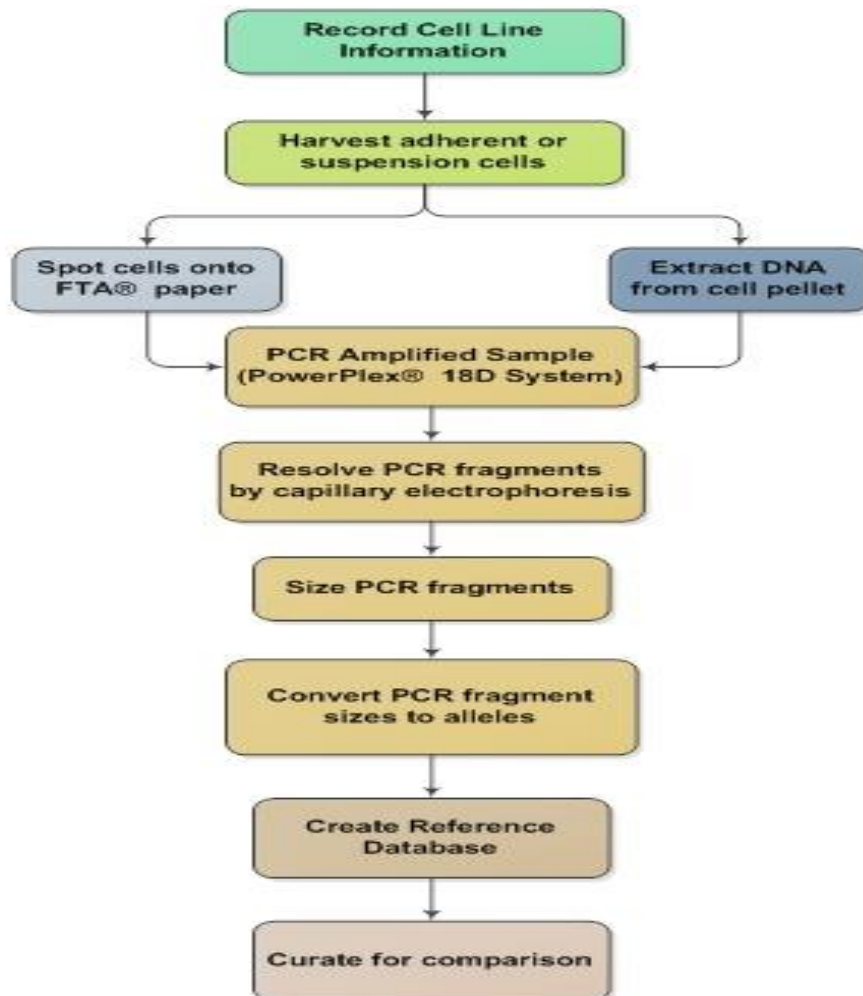 Record Cell Line
Information
Harvest adherent or
suspension cells
Spot cells onto
FTA® paper
Extract DNA
from cell pellet
PCR Amplified Sample
(PowerPlex® 18D System)
Resolve PCR fragments
by capillary electrophoresis
Size PCR fragments
Convert PCR fragment
sizes to alleles
Create Reference
Database
Curate for comparison